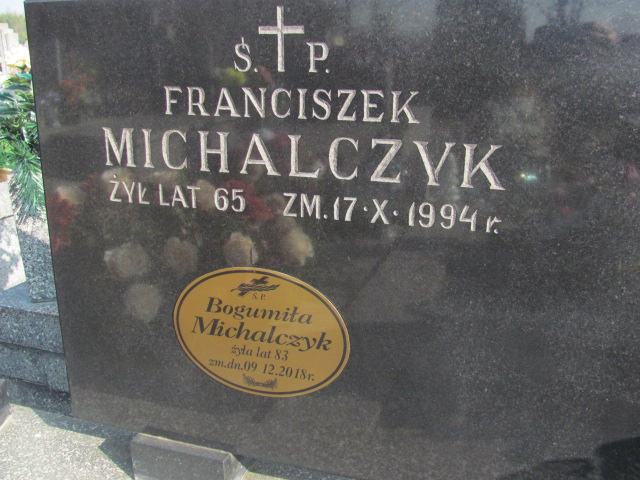 Ś. P.
FRANCISZEK
MICHALCZYK
ŻYŁ LAT 65 ZM. 17·X·1994 r.
Ś.P.
Bogumiła
Michalczyk
żyła lat 83
zm.dn.09 12.2018r.